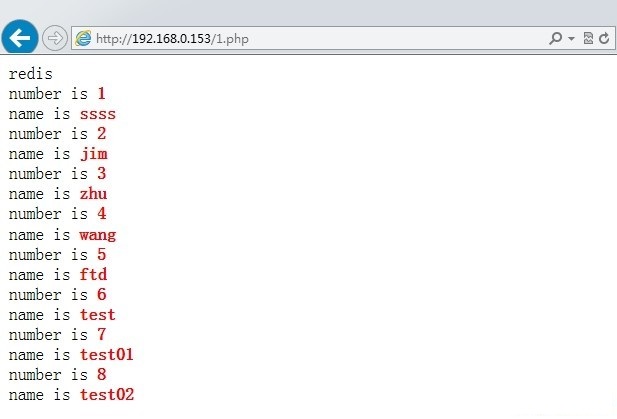 http://192.168.0.153/1.php
redis
number is 1
name is ssss
number is 2
name is jim
number is 3
name is zhu
number is 4
name is wang
number is 5
name is ftd
number is 6
name is test
number is 7
name is test01
number is 8
name is test02